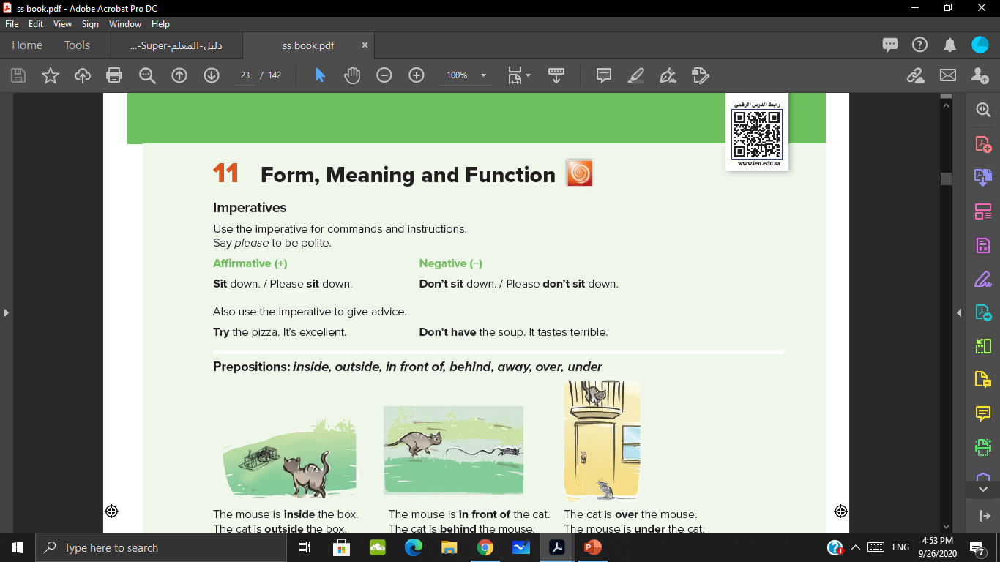 ss book.pdf - Adobe Acrobat Pro DC
File Edit View Sign Window Help
Home Tools دليل-المعلم-Super-... ss book.pdf ×
23 / 142 100%
رابط الدرس الرقمي
www.ien.edu.sa
11 Form, Meaning and Function
Imperatives
Use the imperative for commands and instructions.
Say please to be polite.
Affirmative (+) Negative (–)
Sit down. / Please sit down. Don't sit down. / Please don't sit down.
Also use the imperative to give advice.
Try the pizza. It's excellent. Don't have the soup. It tastes terrible.
Prepositions: inside, outside, in front of, behind, away, over, under
The mouse is inside the box. The mouse is in front of the cat. The cat is over the mouse.
The cat is outside the box. The cat is behind the mouse. The mouse is under the cat.
Type here to search
ENG 4:53 PM
9/26/2020 7